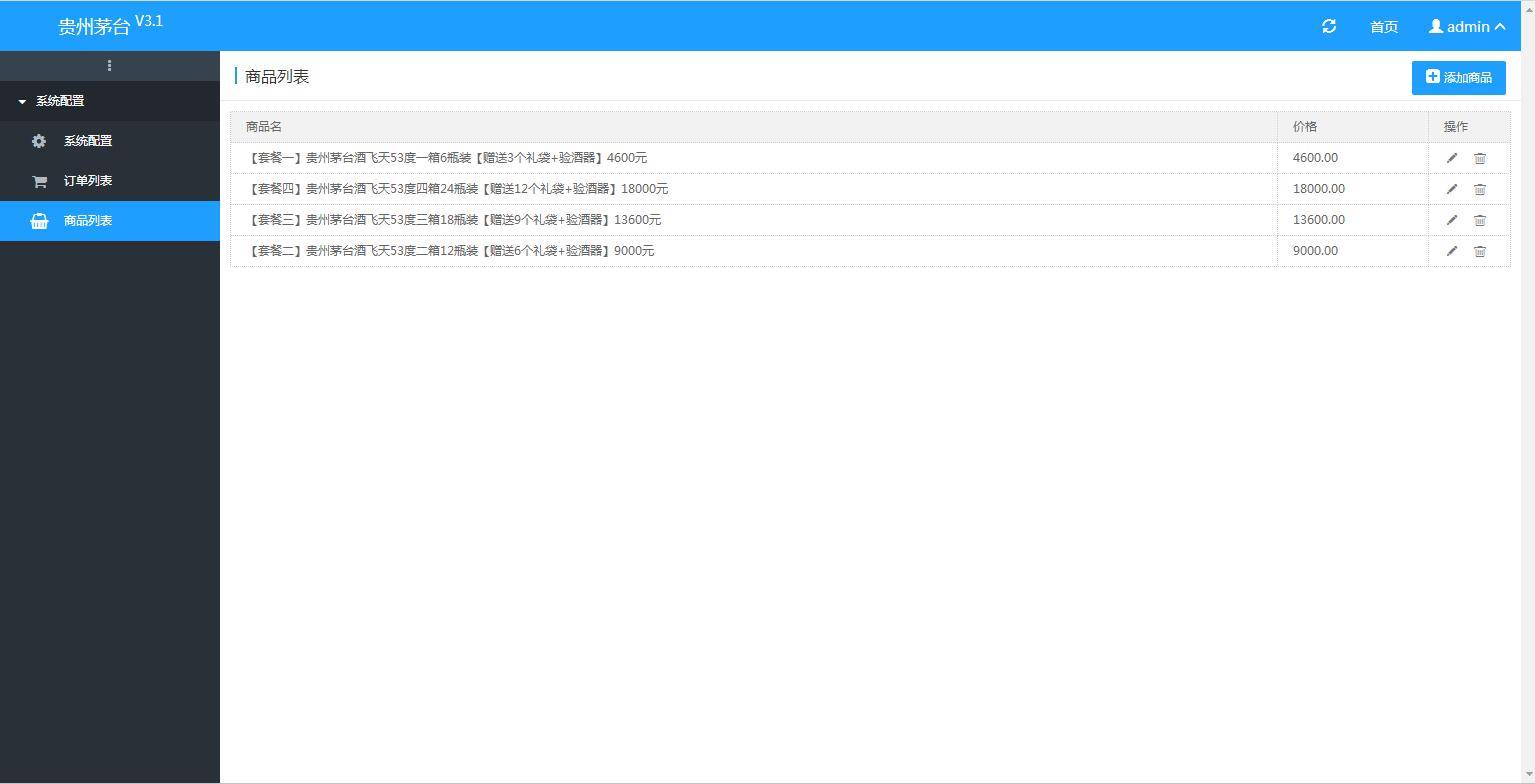 贵州茅台 V3.1
首页 admin
系统配置
系统配置
订单列表
商品列表
商品列表
添加商品
商品名 价格 操作
【套餐一】贵州茅台酒飞天53度一箱6瓶装【赠送3个礼袋+验酒器】4600元 4600.00
【套餐四】贵州茅台酒飞天53度四箱24瓶装【赠送12个礼袋+验酒器】18000元 18000.00
【套餐三】贵州茅台酒飞天53度三箱18瓶装【赠送9个礼袋+验酒器】13600元 13600.00
【套餐二】贵州茅台酒飞天53度二箱12瓶装【赠送6个礼袋+验酒器】9000元 9000.00